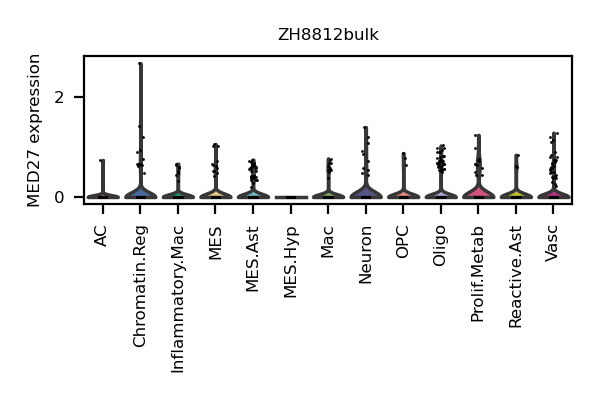 ZH8812bulk
MED27 expression
2
0
AC
Chromatin.Reg
Inflammatory.Mac
MES
MES.Ast
MES.Hyp
Mac
Neuron
OPC
Oligo
Prolif.Metab
Reactive.Ast
Vasc